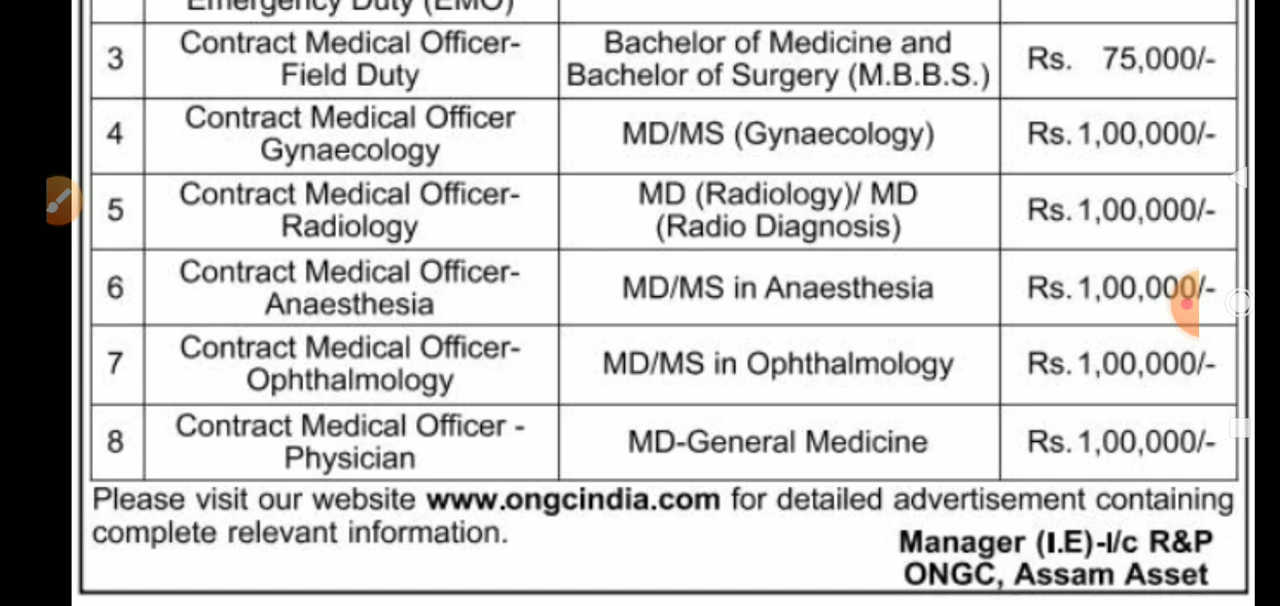 Emergency Duty (EMO)
3 Contract Medical Officer- Bachelor of Medicine and Rs. 75,000/-
Field Duty Bachelor of Surgery (M.B.B.S.)
4 Contract Medical Officer MD/MS (Gynaecology) Rs. 1,00,000/-
Gynaecology
5 Contract Medical Officer- MD (Radiology)/ MD Rs. 1,00,000/-
Radiology (Radio Diagnosis)
6 Contract Medical Officer- MD/MS in Anaesthesia Rs. 1,00,000/-
Anaesthesia
7 Contract Medical Officer- MD/MS in Ophthalmology Rs. 1,00,000/-
Ophthalmology
8 Contract Medical Officer - MD-General Medicine Rs. 1,00,000/-
Physician
Please visit our website www.ongcindia.com for detailed advertisement containing
complete relevant information.
Manager (I.E)-I/c R&P
ONGC, Assam Asset